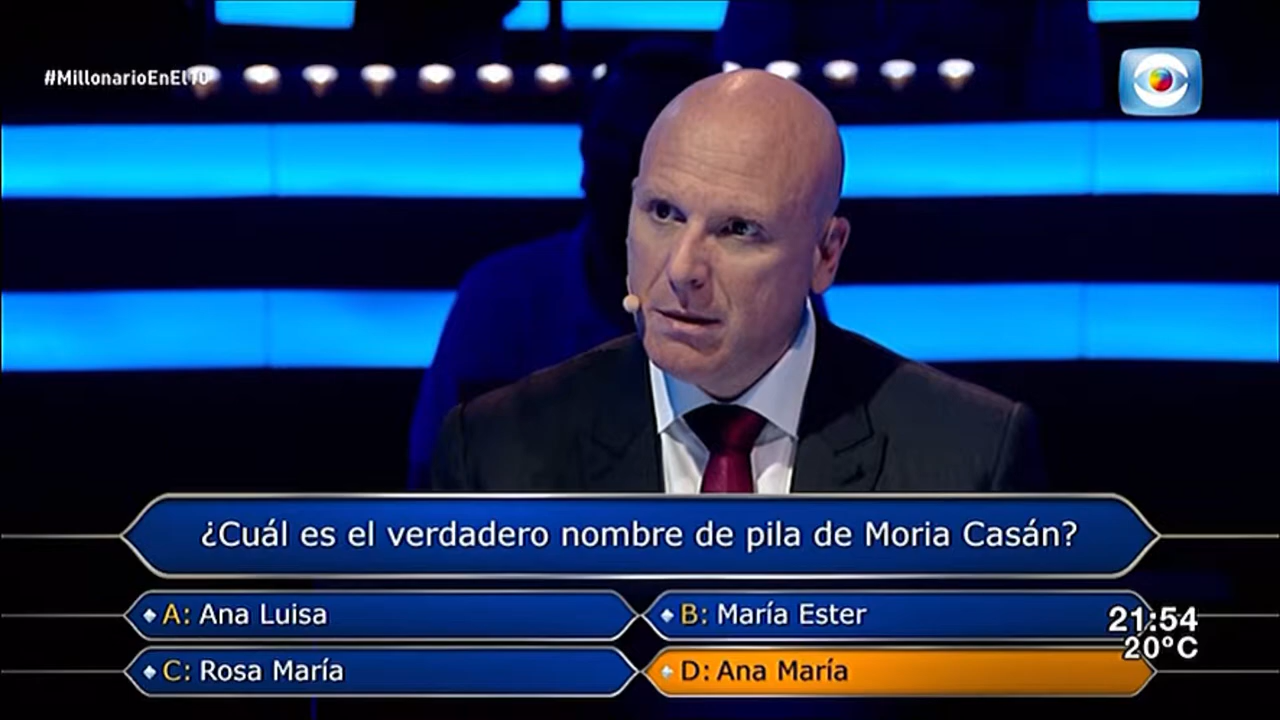 #MillonarioEnEl10
¿Cuál es el verdadero nombre de pila de Moria Casán?
A: Ana Luisa
B: María Ester
21:54
20°C
C: Rosa María
D: Ana María